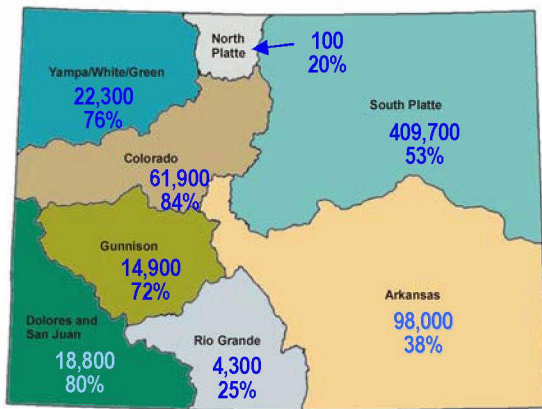 North
Platte
100
20%
Yampa/White/Green
22,300
76%
South Platte
409,700
53%
Colorado
61,900
84%
Gunnison
14,900
72%
Arkansas
98,000
38%
Dolores and
San Juan
18,800
80%
Rio Grande
4,300
25%